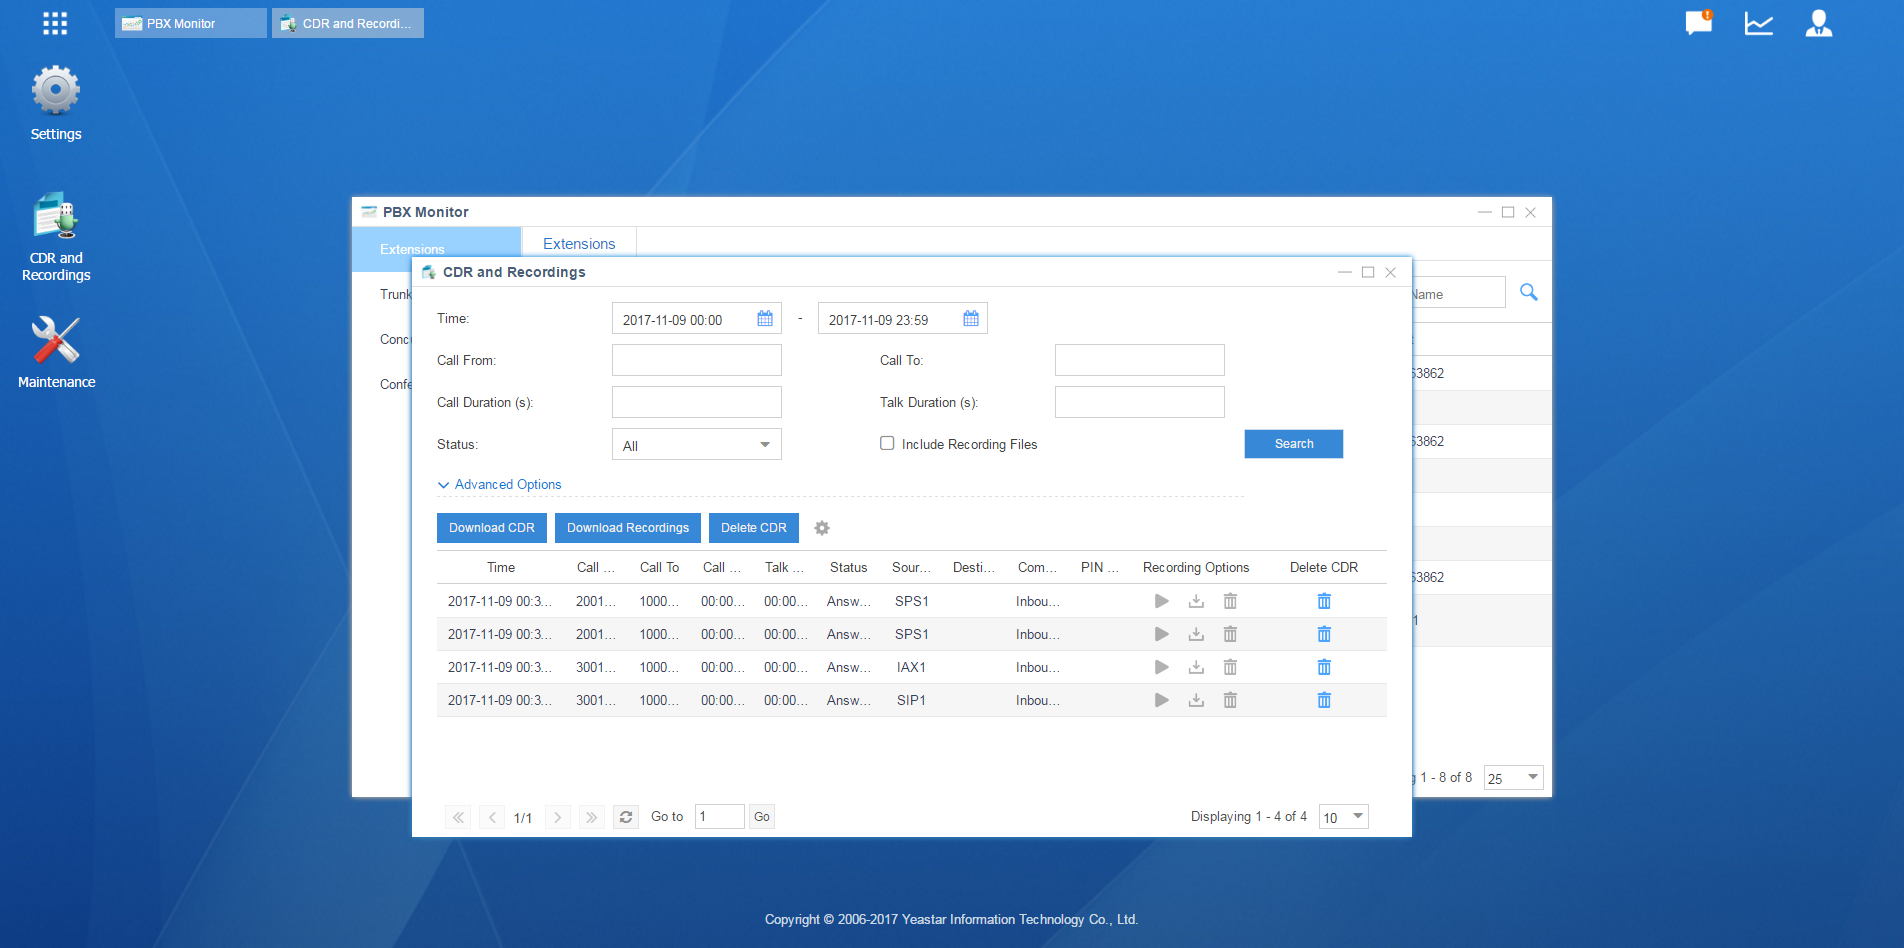 PBX Monitor
CDR and Recordi...
Settings
CDR and
Recordings
Maintenance
PBX Monitor
Extensions
Extensions
Trunk
Name
Conc
Confe
63862
63862
63862
1
1 - 8 of 8 25
CDR and Recordings
Time: 2017-11-09 00:00 - 2017-11-09 23:59
Call From: Call To:
Call Duration (s): Talk Duration (s):
Status: All Include Recording Files Search
Advanced Options
Download CDR Download Recordings Delete CDR
Time Call ... Call To Call ... Talk ... Status Sour... Desti... Com... PIN ... Recording Options Delete CDR
2017-11-09 00:3... 2001... 1000... 00:00... 00:00... Answ... SPS1 Inbou...
2017-11-09 00:3... 2001... 1000... 00:00... 00:00... Answ... SPS1 Inbou...
2017-11-09 00:3... 3001... 1000... 00:00... 00:00... Answ... IAX1 Inbou...
2017-11-09 00:3... 3001... 1000... 00:00... 00:00... Answ... SIP1 Inbou...
1/1 Go to 1 Go Displaying 1 - 4 of 4 10
Copyright © 2006-2017 Yeastar Information Technology Co., Ltd.